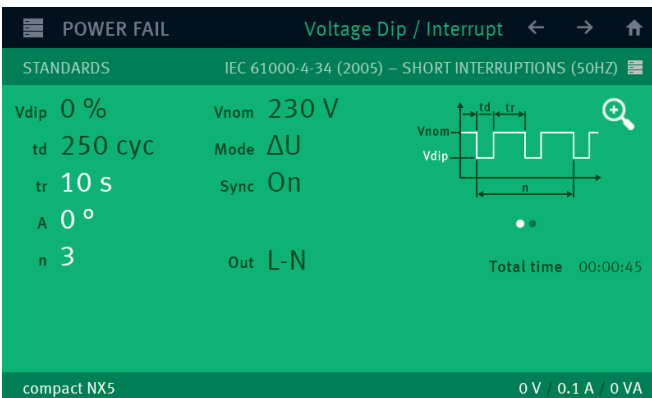 POWER FAIL Voltage Dip / Interrupt
STANDARDS IEC 61000-4-34 (2005) – SHORT INTERRUPTIONS (50HZ)
Vdip 0 % Vnom 230 V
td 250 cyc Mode ΔU
tr 10 s Sync On
A 0 º
n 3 Out L-N
td tr
Vnom
Vdip
n
Total time 00:00:45
compact NX5 0 V / 0.1 A / 0 VA